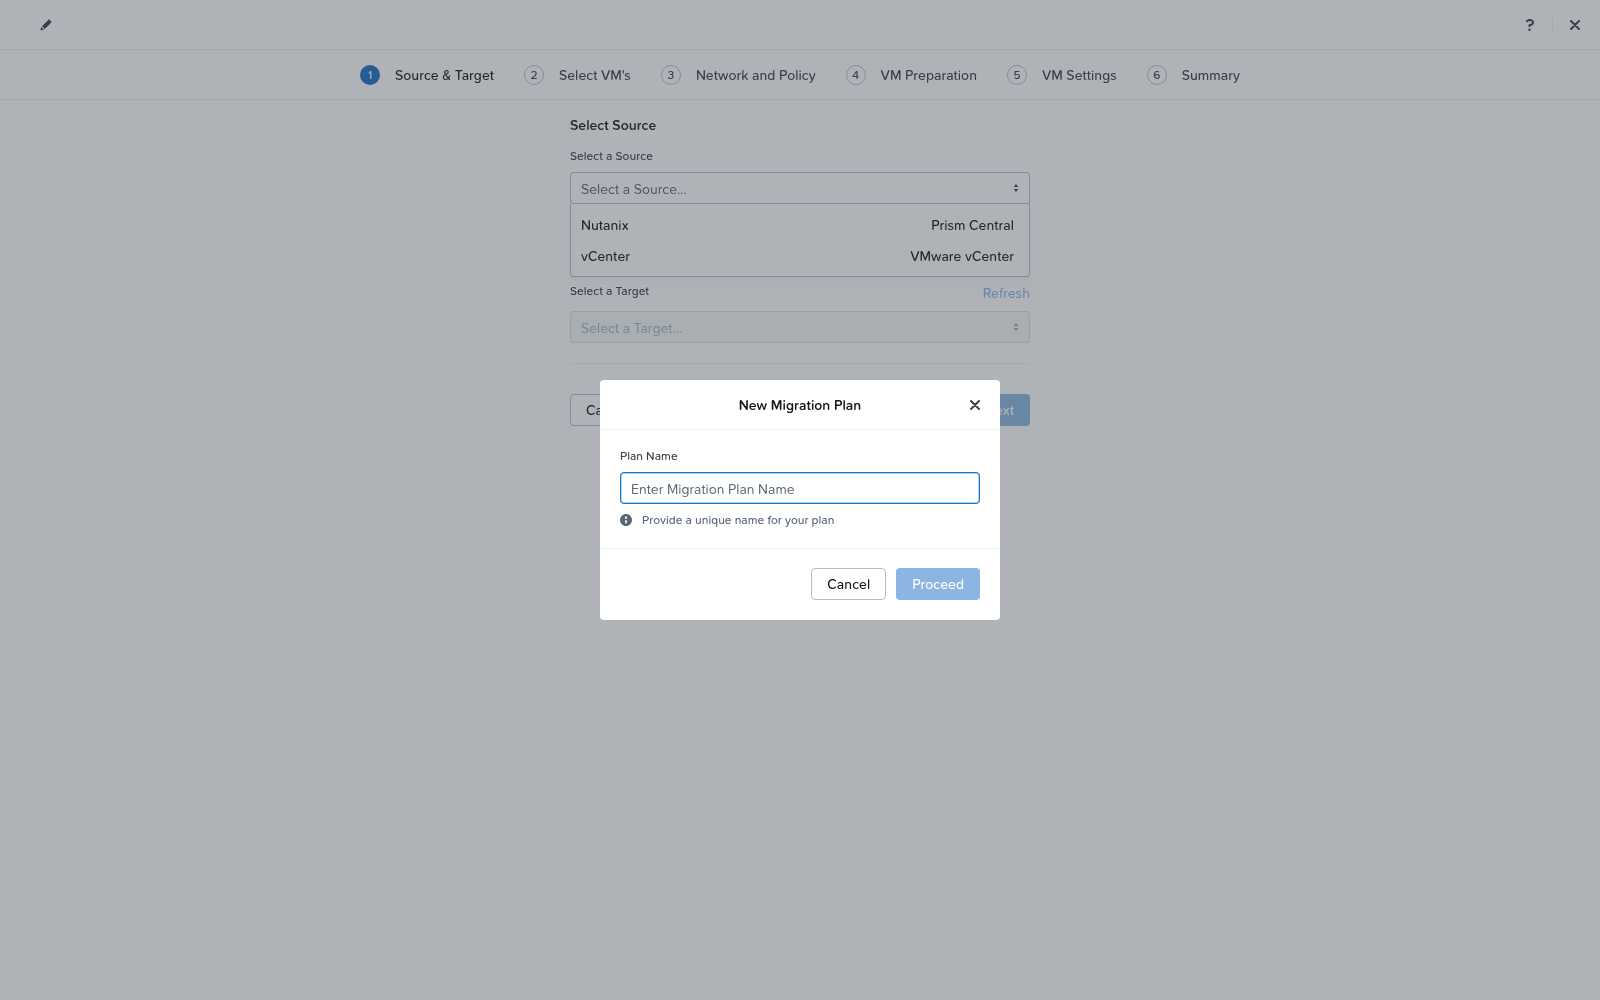 ?
1 Source & Target 2 Select VM's 3 Network and Policy 4 VM Preparation 5 VM Settings 6 Summary
Select Source
Select a Source
Select a Source...
Nutanix Prism Central
vCenter VMware vCenter
Select a Target Refresh
Select a Target...
New Migration Plan
Plan Name
Enter Migration Plan Name
Provide a unique name for your plan
Cancel Proceed